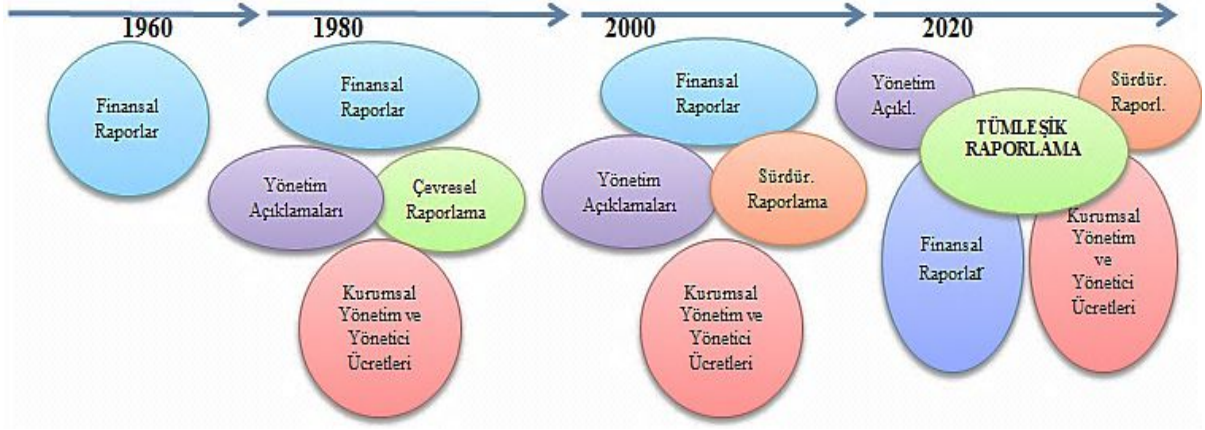 1960
1980
2000
2020
Finansal
Raporlar
Finansal
Raporlar
Yönetim
Açıklamaları
Çevresel
Raporlama
Kurumsal
Yönetim ve
Yönetici
Ücretleri
Finansal
Raporlar
Yönetim
Açıklamaları
Sürdür.
Raporlama
Kurumsal
Yönetim ve
Yönetici
Ücretleri
Yönetim
Açıkl.
Sürdür.
Raporl.
TÜMLEŞİK
RAPORLAMA
Finansal
Raporlar
Kurumsal
Yönetim
ve
Yönetici
Ücretleri